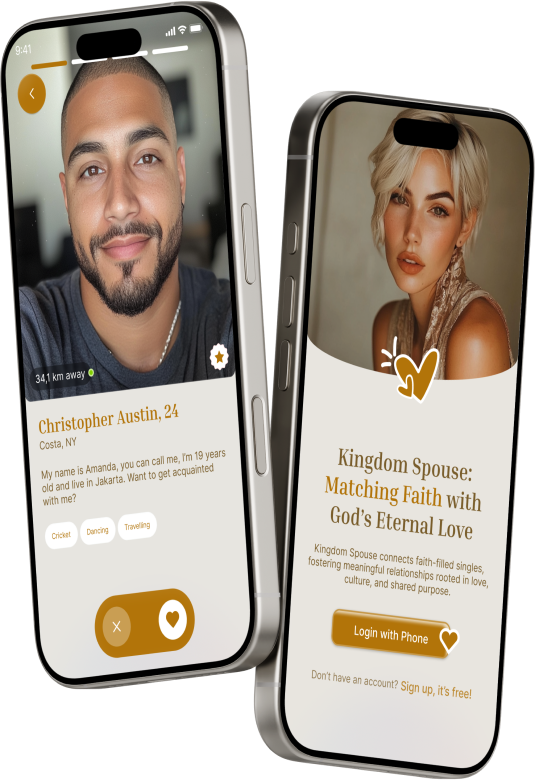 9:41
34,1 km away
Christopher Austin, 24
Costa, NY
My name is Amanda, you can call me, I'm 19 years
old and live in Jakarta. Want to get acquainted
with me?
Cricket
Dancing
Travelling
Kingdom Spouse:
Matching Faith with
God's Eternal Love
Kingdom Spouse connects faith-filled singles,
fostering meaningful relationships rooted in love,
culture, and shared purpose.
Login with Phone
Don't have an account? Sign up, it's free!